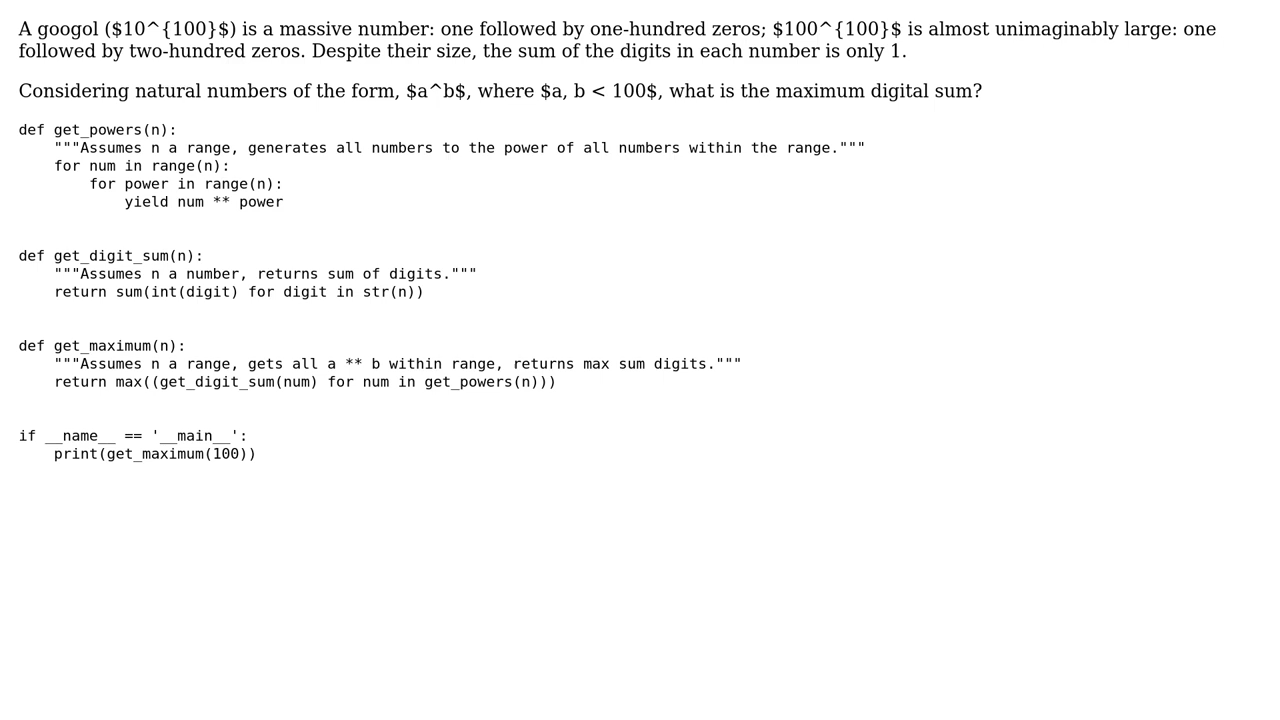 A googol ($10^{100}$) is a massive number: one followed by one-hundred zeros; $100^{100}$ is almost unimaginably large: one
followed by two-hundred zeros. Despite their size, the sum of the digits in each number is only 1.
Considering natural numbers of the form, $a^b$, where $a, b < 100$, what is the maximum digital sum?
def get_powers(n):
    """Assumes n a range, generates all numbers to the power of all numbers within the range."""
    for num in range(n):
        for power in range(n):
            yield num ** power
def get_digit_sum(n):
    """Assumes n a number, returns sum of digits."""
    return sum(int(digit) for digit in str(n))
def get_maximum(n):
    """Assumes n a range, gets all a ** b within range, returns max sum digits."""
    return max((get_digit_sum(num) for num in get_powers(n)))
if __name__ == '__main__':
    print(get_maximum(100))